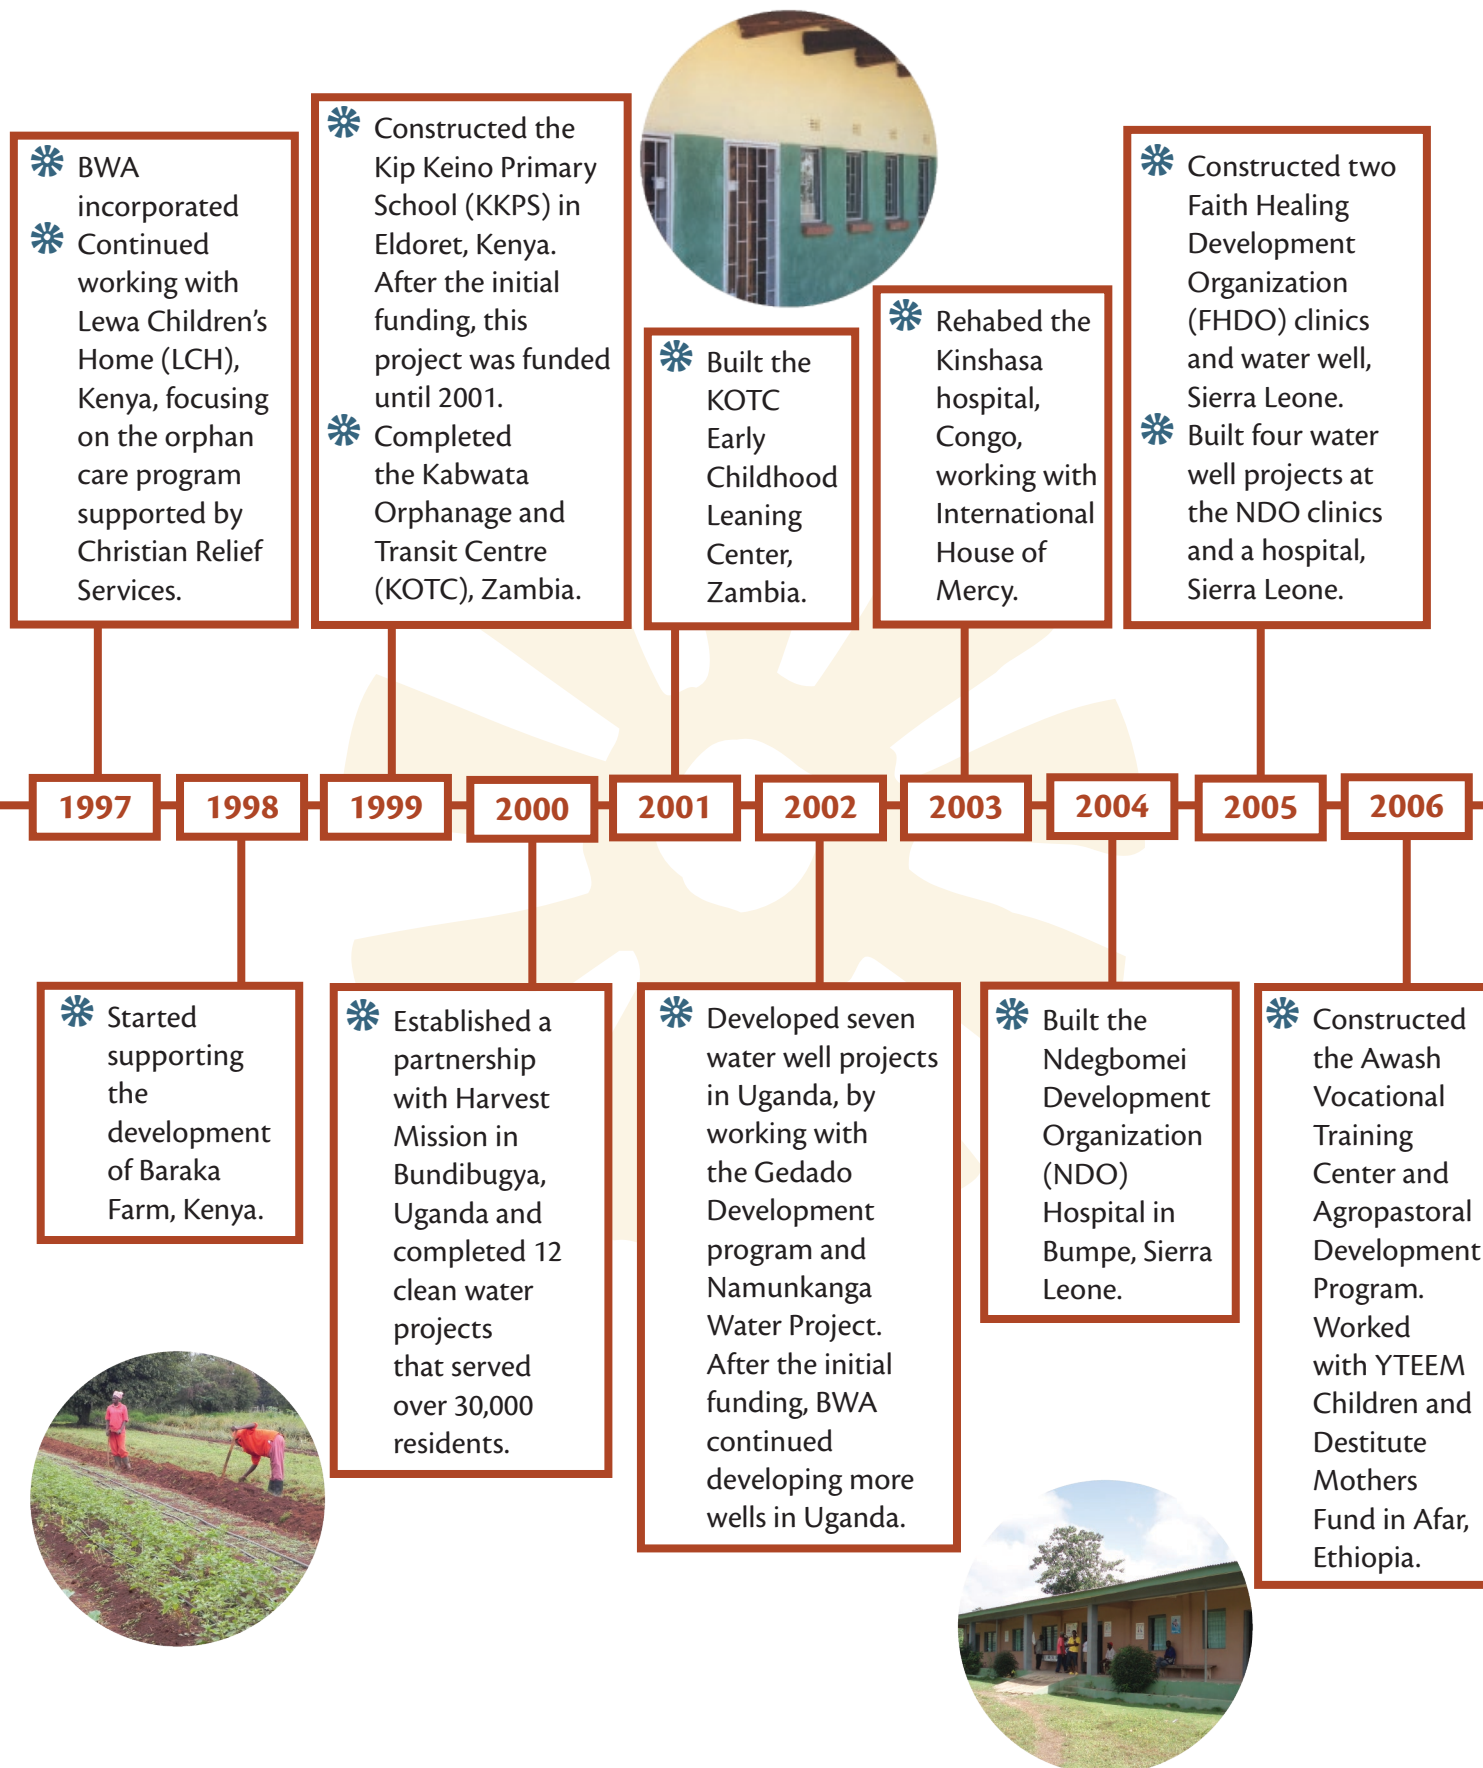 BWA
incorporated
Continued
working with
Lewa Children’s
Home (LCH),
Kenya, focusing
on the orphan
care program
supported by
Christian Relief
Services.
Constructed the
Kip Keino Primary
School (KKPS) in
Eldoret, Kenya.
After the initial
funding, this
project was funded
until 2001.
Completed
the Kabwata
Orphanage and
Transit Centre
(KOTC), Zambia.
Built the
KOTC
Early
Childhood
Leaning
Center,
Zambia.
Rehabed the
Kinshasa
hospital,
Congo,
working with
International
House of
Mercy.
Constructed two
Faith Healing
Development
Organization
(FHDO) clinics
and water well,
Sierra Leone.
Built four water
well projects at
the NDO clinics
and a hospital,
Sierra Leone.
1997
1998
1999
2000
2001
2002
2003
2004
2005
2006
Started
supporting
the
development
of Baraka
Farm, Kenya.
Established a
partnership
with Harvest
Mission in
Bundibugya,
Uganda and
completed 12
clean water
projects
that served
over 30,000
residents.
Developed seven
water well projects
in Uganda, by
working with
the Gedado
Development
program and
Namunkanga
Water Project.
After the initial
funding, BWA
continued
developing more
wells in Uganda.
Built the
Ndegbomei
Development
Organization
(NDO)
Hospital in
Bumpe, Sierra
Leone.
Constructed
the Awash
Vocational
Training
Center and
Agropastoral
Development
Program.
Worked
with YTEEM
Children and
Destitute
Mothers
Fund in Afar,
Ethiopia.